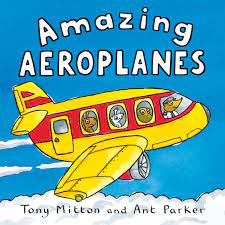 Amazing
AEROPLANES
Tony Mitton and Ant Parker